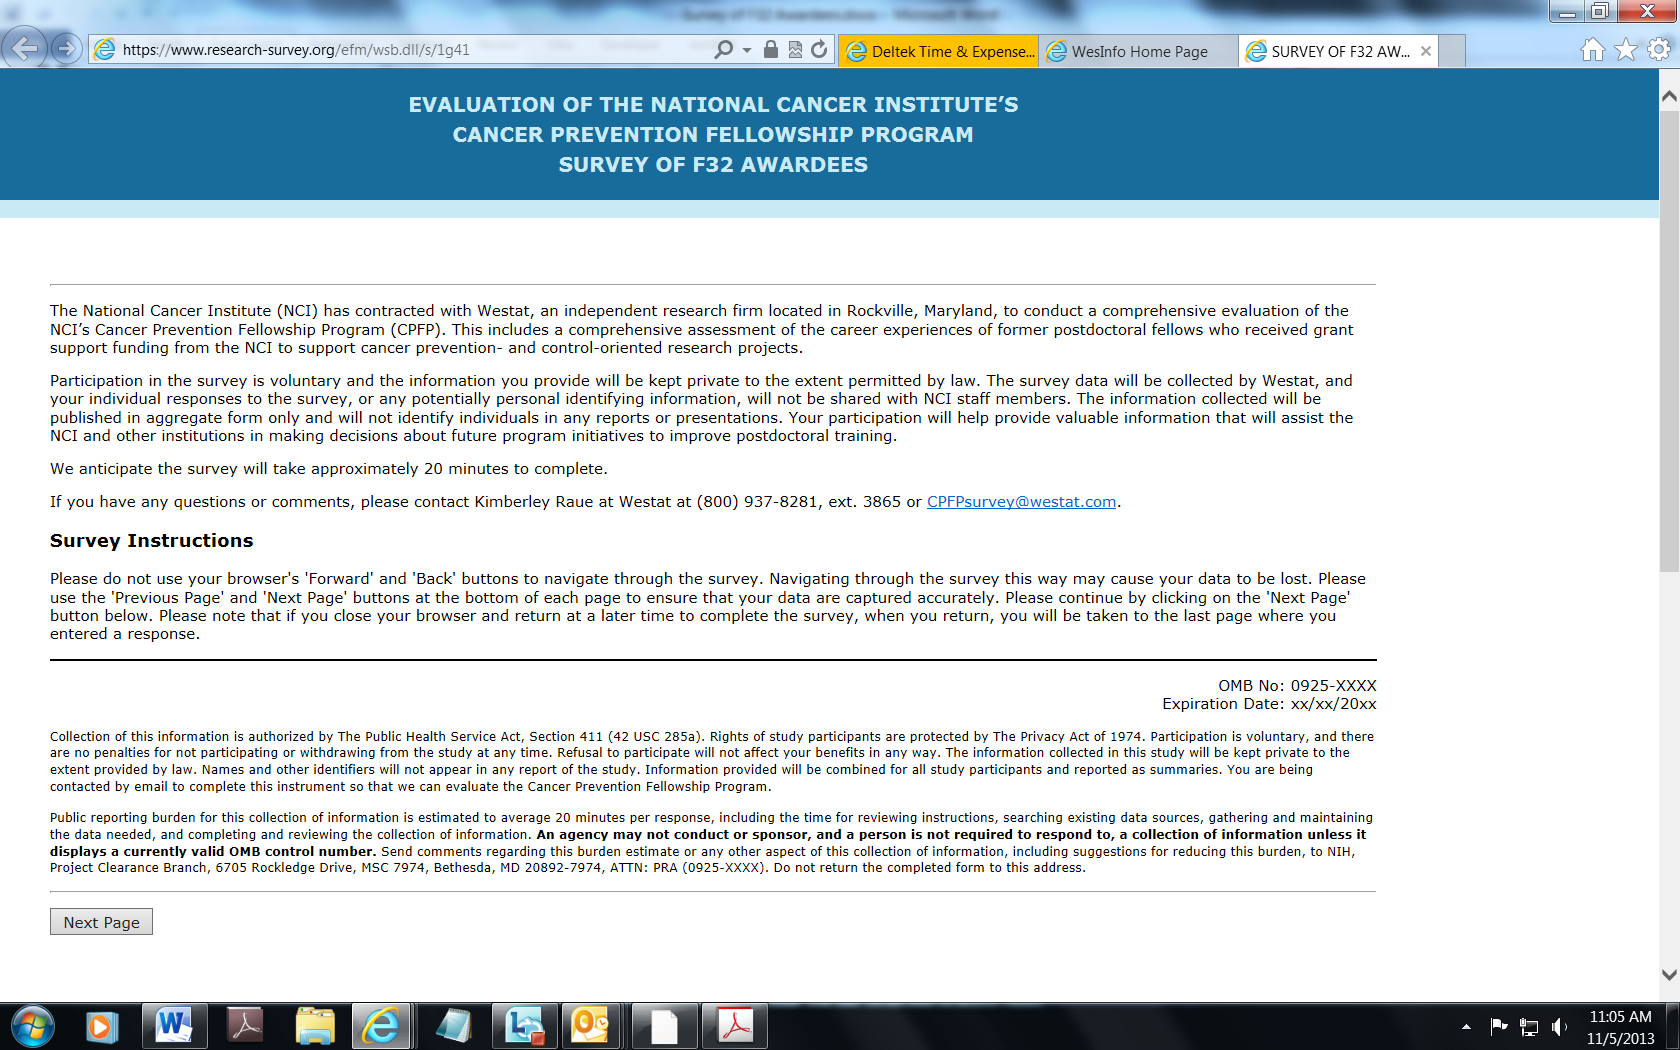 Survey of F32 Awardees.docx - Microsoft Word
https://www.research-survey.org/efm/wsb.dll/s/1g41
Deltek Time & Expense...
WesInfo Home Page
SURVEY OF F32 AW...
EVALUATION OF THE NATIONAL CANCER INSTITUTE’S
CANCER PREVENTION FELLOWSHIP PROGRAM
SURVEY OF F32 AWARDEES
The National Cancer Institute (NCI) has contracted with Westat, an independent research firm located in Rockville, Maryland, to conduct a comprehensive evaluation of the
NCI’s Cancer Prevention Fellowship Program (CPFP). This includes a comprehensive assessment of the career experiences of former postdoctoral fellows who received grant
support funding from the NCI to support cancer prevention- and control-oriented research projects.
Participation in the survey is voluntary and the information you provide will be kept private to the extent permitted by law. The survey data will be collected by Westat, and
your individual responses to the survey, or any potentially personal identifying information, will not be shared with NCI staff members. The information collected will be
published in aggregate form only and will not identify individuals in any reports or presentations. Your participation will help provide valuable information that will assist the
NCI and other institutions in making decisions about future program initiatives to improve postdoctoral training.
We anticipate the survey will take approximately 20 minutes to complete.
If you have any questions or comments, please contact Kimberley Raue at Westat at (800) 937-8281, ext. 3865 or CPFPsurvey@westat.com.
Survey Instructions
Please do not use your browser's 'Forward' and 'Back' buttons to navigate through the survey. Navigating through the survey this way may cause your data to be lost. Please
use the 'Previous Page' and 'Next Page' buttons at the bottom of each page to ensure that your data are captured accurately. Please continue by clicking on the 'Next Page'
button below. Please note that if you close your browser and return at a later time to complete the survey, when you return, you will be taken to the last page where you
entered a response.
OMB No: 0925-XXXX
Expiration Date: xx/xx/20xx
Collection of this information is authorized by The Public Health Service Act, Section 411 (42 USC 285a). Rights of study participants are protected by The Privacy Act of 1974. Participation is voluntary, and there
are no penalties for not participating or withdrawing from the study at any time. Refusal to participate will not affect your benefits in any way. The information collected in this study will be kept private to the
extent provided by law. Names and other identifiers will not appear in any report of the study. Information provided will be combined for all study participants and reported as summaries. You are being
contacted by email to complete this instrument so that we can evaluate the Cancer Prevention Fellowship Program.
Public reporting burden for this collection of information is estimated to average 20 minutes per response, including the time for reviewing instructions, searching existing data sources, gathering and maintaining
the data needed, and completing and reviewing the collection of information. An agency may not conduct or sponsor, and a person is not required to respond to, a collection of information unless it
displays a currently valid OMB control number. Send comments regarding this burden estimate or any other aspect of this collection of information, including suggestions for reducing this burden, to NIH,
Project Clearance Branch, 6705 Rockledge Drive, MSC 7974, Bethesda, MD 20892-7974, ATTN: PRA (0925-XXXX). Do not return the completed form to this address.
Next Page
11:05 AM
11/5/2013